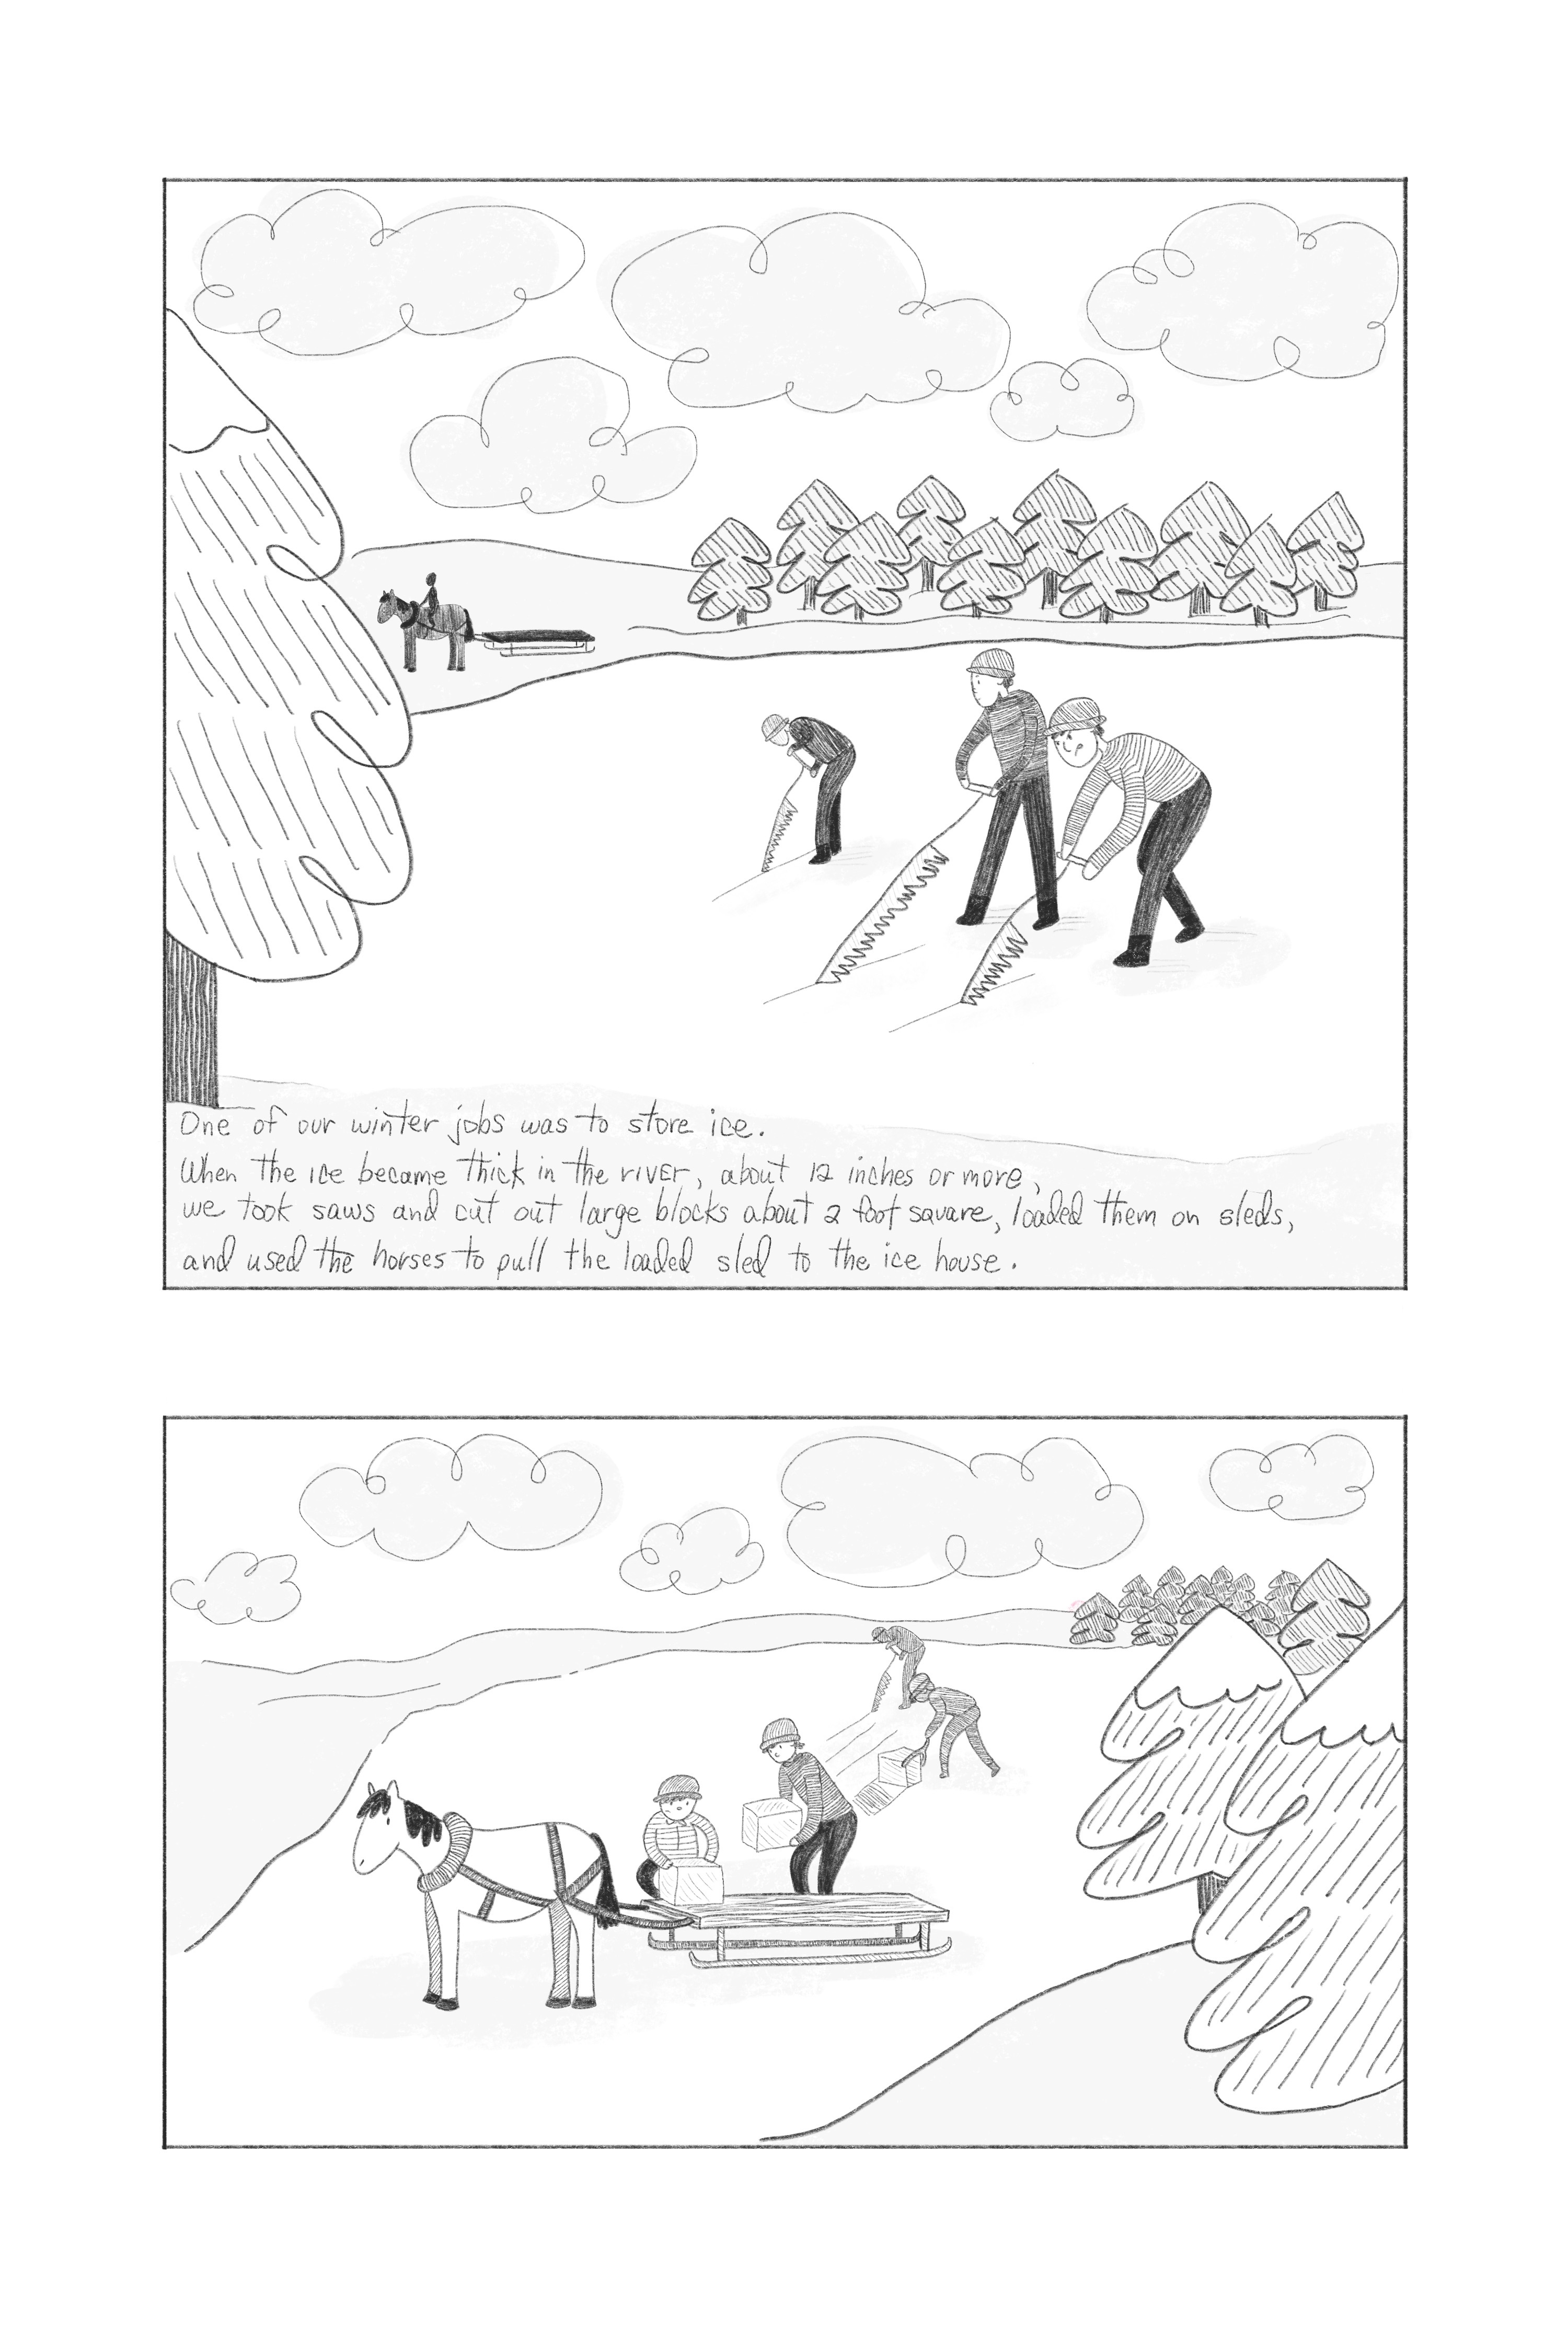 One of our winter jobs was to store ice.
When the ice became thick in the river, about 12 inches or more,
we took saws and cut out large blocks about 2 foot square, loaded them on sleds,
and used the horses to pull the loaded sled to the ice house.